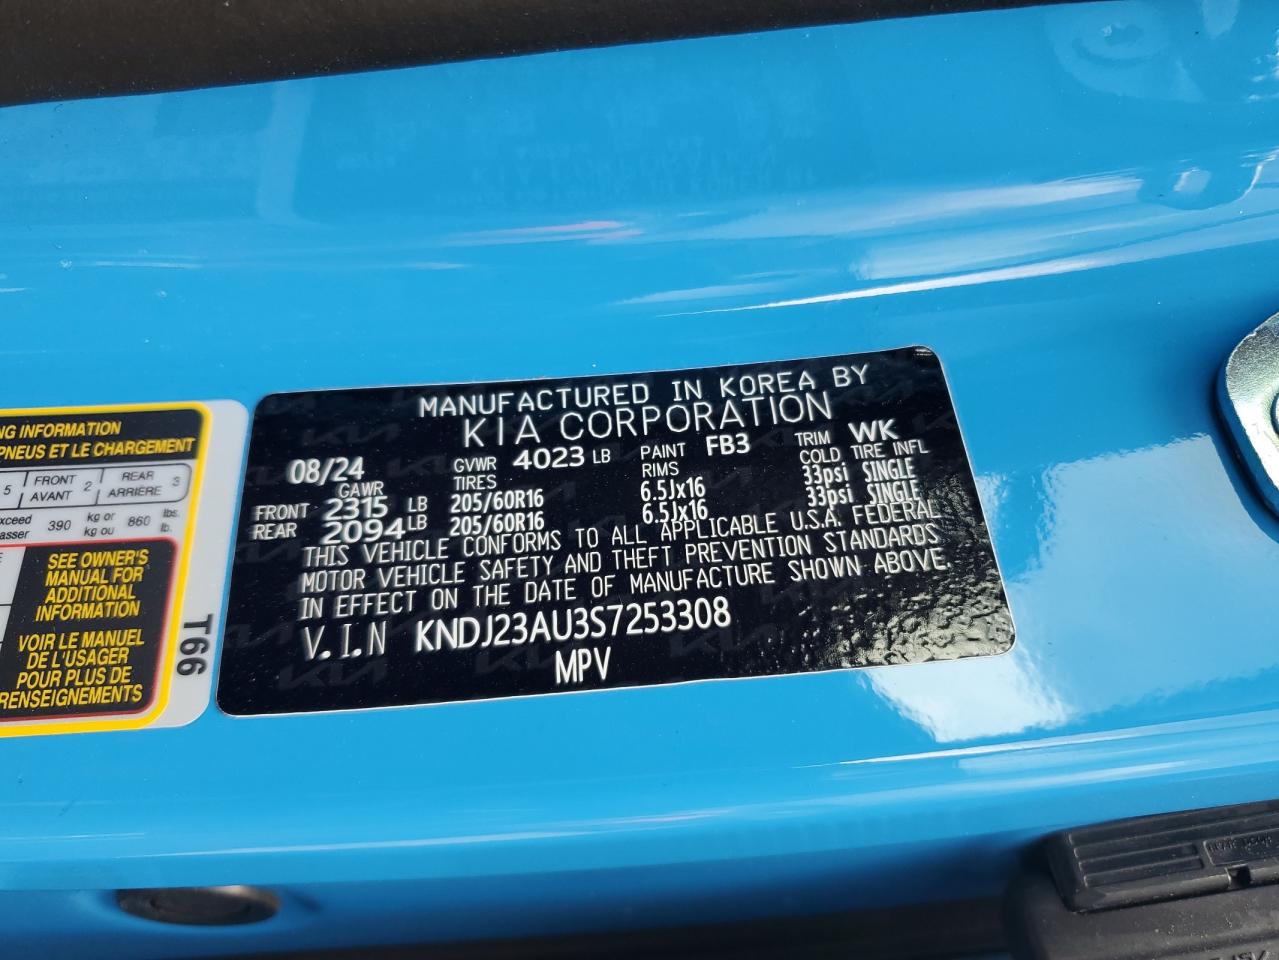 NG INFORMATION
PNEUS ET LE CHARGEMENT
5 FRONT AVANT 2 REAR ARRIÈRE 3
390 kg or kg ou 860 lbs. lb.
SEE OWNER'S
MANUAL FOR
ADDITIONAL
INFORMATION
VOIR LE MANUEL
DE L'USAGER
POUR PLUS DE
RENSEIGNEMENTS
T66
MANUFACTURED IN KOREA BY
KIA CORPORATION
08/24 GVWR 4023 LB PAINT FB3 TRIM WK
GAWR TIRES RIMS COLD TIRE INFL
FRONT 2315 LB 205/60R16 6.5Jx16 33psi SINGLE
REAR 2094 LB 205/60R16 6.5Jx16 33psi SINGLE
THIS VEHICLE CONFORMS TO ALL APPLICABLE U.S.A. FEDERAL
MOTOR VEHICLE SAFETY AND THEFT PREVENTION STANDARDS
IN EFFECT ON THE DATE OF MANUFACTURE SHOWN ABOVE
V.I.N KNDJ23AU3S7253308
MPV